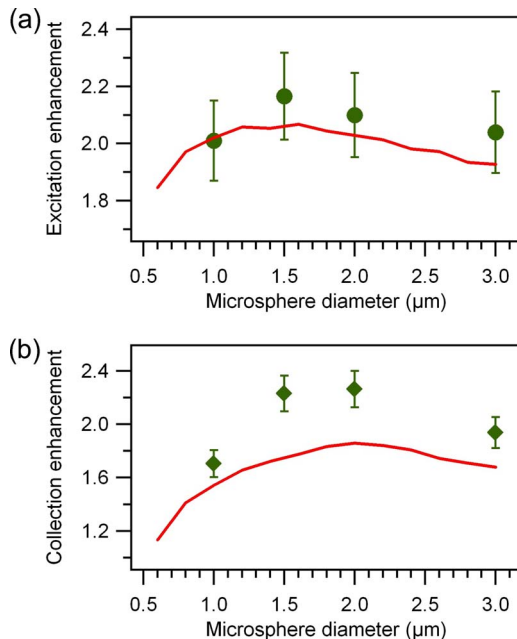 (a)
Excitation enhancement
2.4
2.2
2.0
1.8
0.5 1.0 1.5 2.0 2.5 3.0
Microsphere diameter (µm)
(b)
Collection enhancement
2.4
2.0
1.6
1.2
0.5 1.0 1.5 2.0 2.5 3.0
Microsphere diameter (µm)